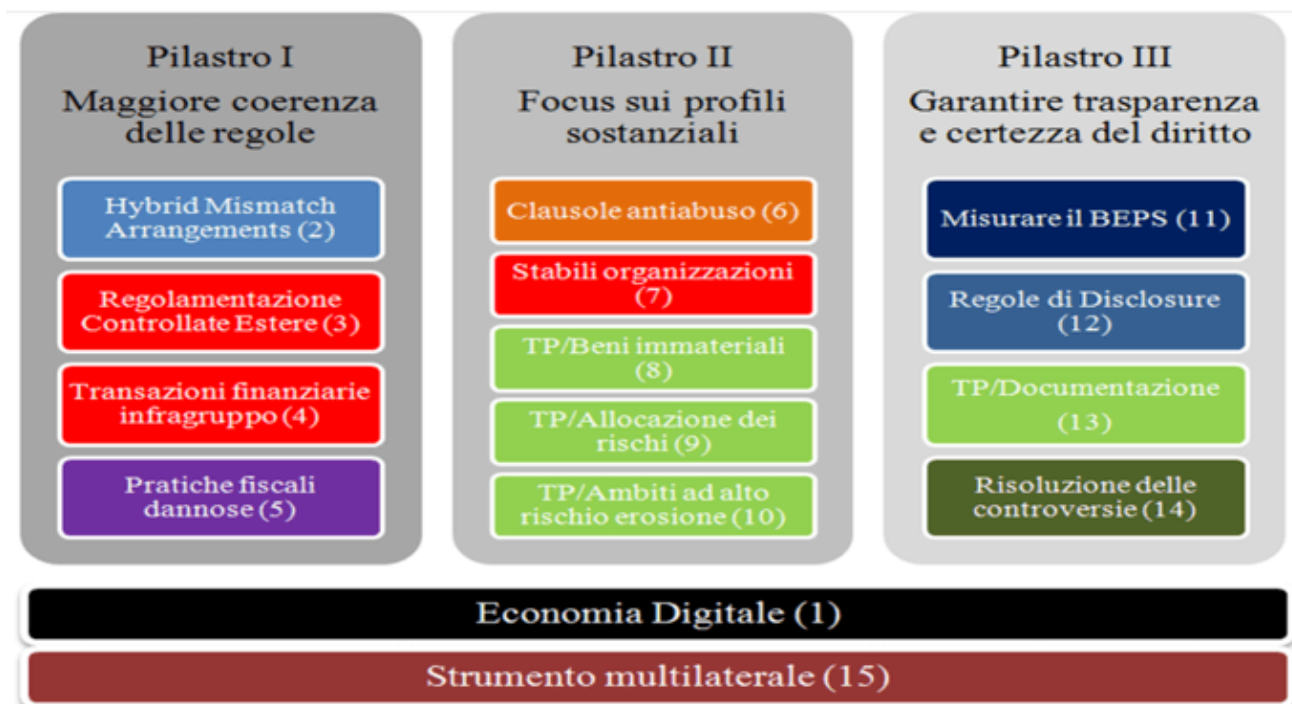 Pilastro I
Maggiore coerenza
delle regole
Hybrid Mismatch
Arrangements (2)
Regolamentazione
Controllate Estere (3)
Transazioni finanziarie
infragruppo (4)
Pratiche fiscali
dannose (5)
Pilastro II
Focus sui profili
sostanziali
Clausole antiabuso (6)
Stabili organizzazioni
(7)
TP/Beni immateriali
(8)
TP/Allocazione dei
rischi (9)
TP/Ambiti ad alto
rischio erosione (10)
Pilastro III
Garantire trasparenza
e certezza del diritto
Misurare il BEPS (11)
Regole di Disclosure
(12)
TP/Documentazione
(13)
Risoluzione delle
controversie (14)
Economia Digitale (1)
Strumento multilaterale (15)